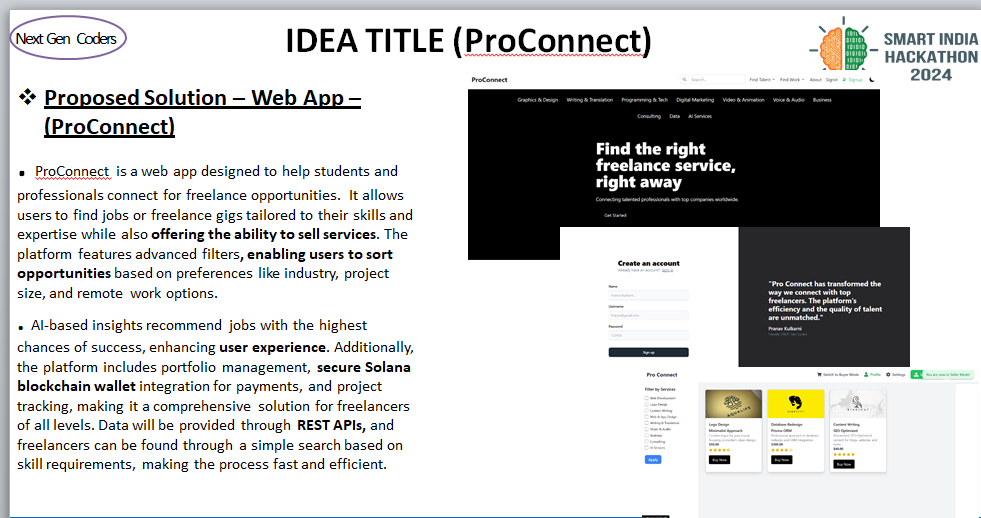 Next Gen Coders
IDEA TITLE (ProConnect)
SMART INDIA
HACKATHON
2024
❖ Proposed Solution – Web App –
(ProConnect)
. ProConnect is a web app designed to help students and
professionals connect for freelance opportunities. It allows
users to find jobs or freelance gigs tailored to their skills and
expertise while also offering the ability to sell services. The
platform features advanced filters, enabling users to sort
opportunities based on preferences like industry, project
size, and remote work options.
. AI-based insights recommend jobs with the highest
chances of success, enhancing user experience. Additionally,
the platform includes portfolio management, secure Solana
blockchain wallet integration for payments, and project
tracking, making it a comprehensive solution for freelancers
of all levels. Data will be provided through REST APIs, and
freelancers can be found through a simple search based on
skill requirements, making the process fast and efficient.
ProConnect
Search...
Find Talent
Find Work
About
Signin
Signup
Graphics & Design Writing & Translation Programming & Tech Digital Marketing Video & Animation Voice & Audio Business
Consulting Data AI Services
Find the right
freelance service,
right away
Connecting talented professionals with top companies worldwide.
Get Started
Create an account
Already have an account? Sign in
Name
Username
Password
Sign up
"Pro Connect has transformed the
way we connect with top
freelancers. The platform's
efficiency and the quality of talent
are unmatched."
Pranav Kulkarni
Pro Connect
Switch to Buyer Mode
Profile
Settings
You are now in Seller Mode!
Filter by Services
Web Development
Logo Design
Content Writing
Web & App Design
Writing & Translation
Music & Audio
Business
Consulting
AI Services
Apply
Logo Design
Minimalist Approach
Buy Now
Database Redesign
Prisma ORM
Buy Now
Content Writing
SEO Optimized
Buy Now